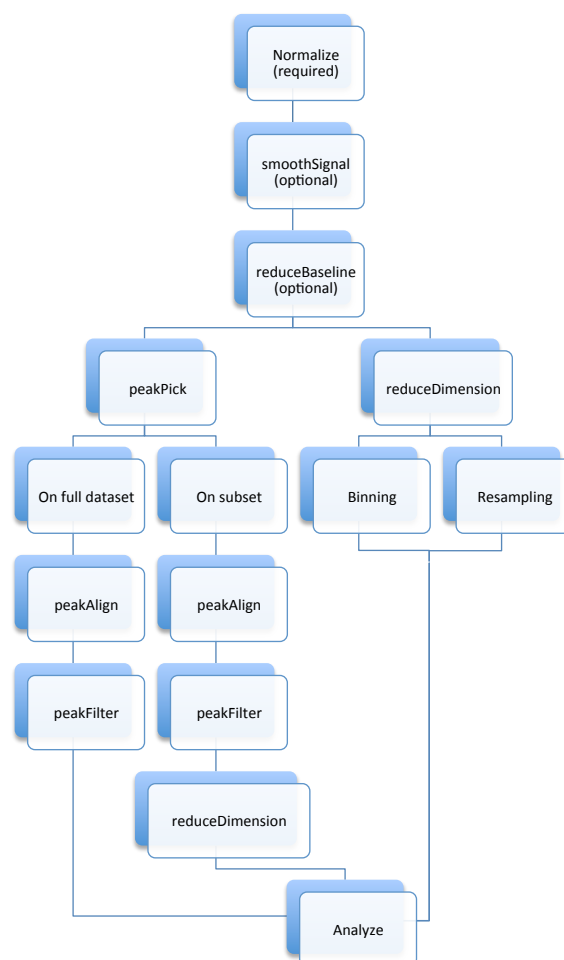 Normalize
(required)
smoothSignal
(optional)
reduceBaseline
(optional)
peakPick
reduceDimension
On full dataset
On subset
Binning
Resampling
peakAlign
peakAlign
peakFilter
peakFilter
reduceDimension
Analyze